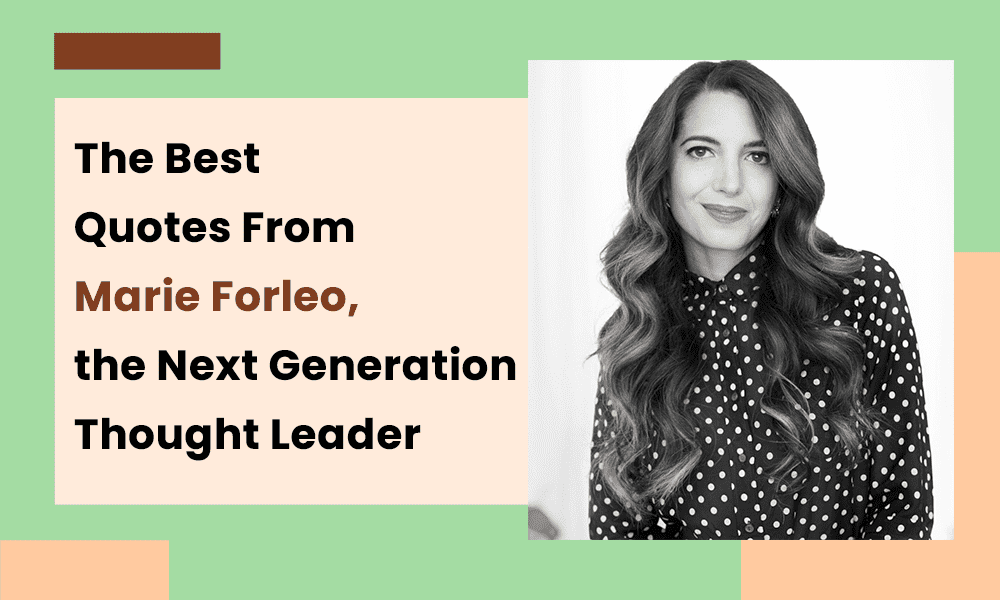 The Best
Quotes From
Marie Forleo,
the Next Generation
Thought Leader